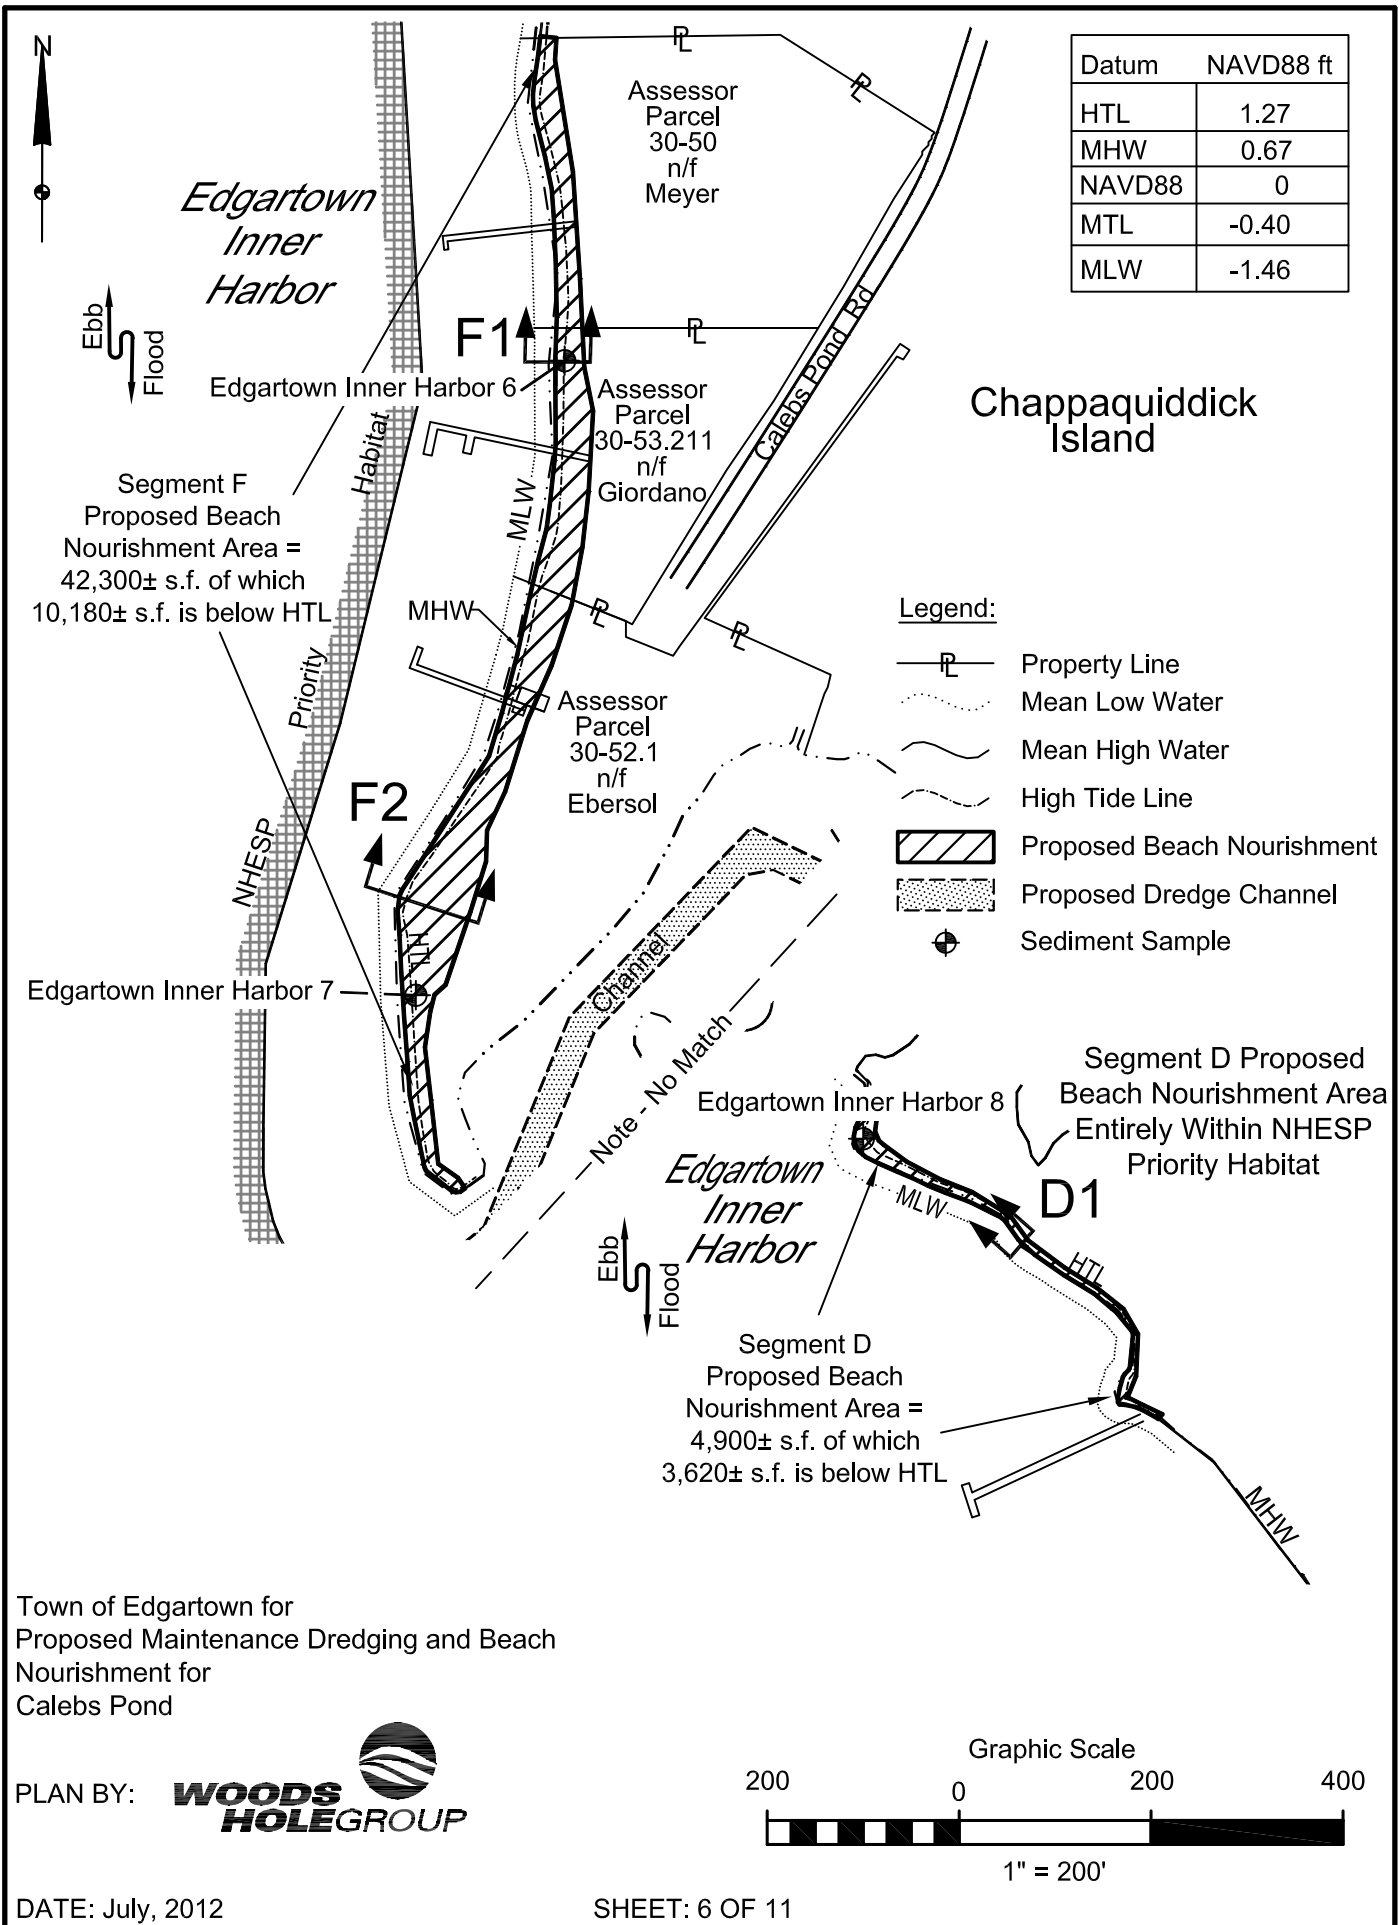 N
Edgartown
Inner
Harbor
Ebb
Flood
PL
PL
Assessor
Parcel
30-50
n/f
Meyer
Datum NAVD88 ft
HTL 1.27
MHW 0.67
NAVD88 0
MTL -0.40
MLW -1.46
F1
PL
Edgartown Inner Harbor 6
Assessor
Parcel
30-53.211
n/f
Giordano
Calebs Pond Rd
Chappaquiddick
Island
Segment F
Proposed Beach
Nourishment Area =
42,300± s.f. of which
10,180± s.f. is below HTL
NHESP Priority Habitat
MLW
MHW
PL
PL
Assessor
Parcel
30-52.1
n/f
Ebersol
F2
HTL
Edgartown Inner Harbor 7
Channel
Note - No Match
Legend:
PL Property Line
Mean Low Water
Mean High Water
High Tide Line
Proposed Beach Nourishment
Proposed Dredge Channel
Sediment Sample
Segment D Proposed
Beach Nourishment Area
Entirely Within NHESP
Priority Habitat
Edgartown Inner Harbor 8
Edgartown
Inner
Harbor
MLW
D1
HTL
Ebb
Flood
Segment D
Proposed Beach
Nourishment Area =
4,900± s.f. of which
3,620± s.f. is below HTL
MHW
Town of Edgartown for
Proposed Maintenance Dredging and Beach
Nourishment for
Calebs Pond
PLAN BY:
WOODS
HOLEGROUP
Graphic Scale
200 0 200 400
1" = 200'
DATE: July, 2012
SHEET: 6 OF 11